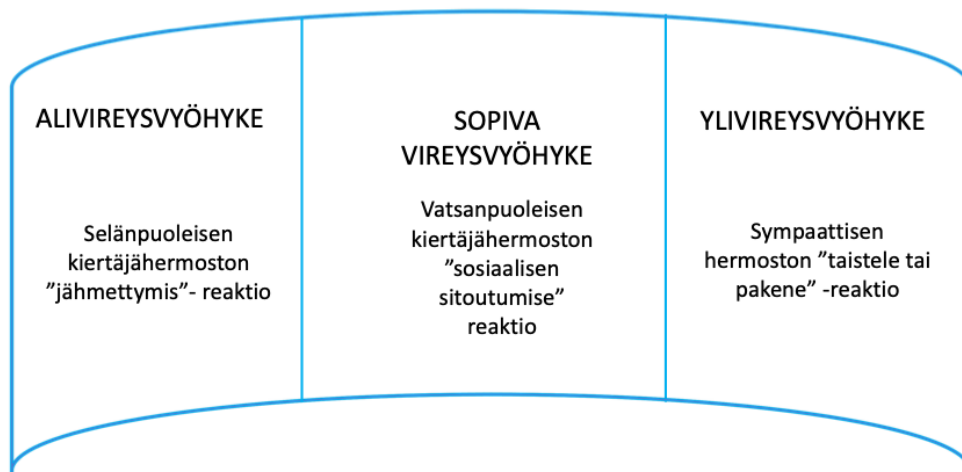 ALIVIREYSVYÖHYKE
Selänpuoleisen
kiertäjähermoston
”jähmettymis”- reaktio
SOPIVA
VIREYSVYÖHYKE
Vatsanpuoleisen
kiertäjähermoston
”sosiaalisen
sitoutumise”
reaktio
YLIVIREYSVYÖHYKE
Sympaattisen
hermoston ”taistele tai
pakene” -reaktio